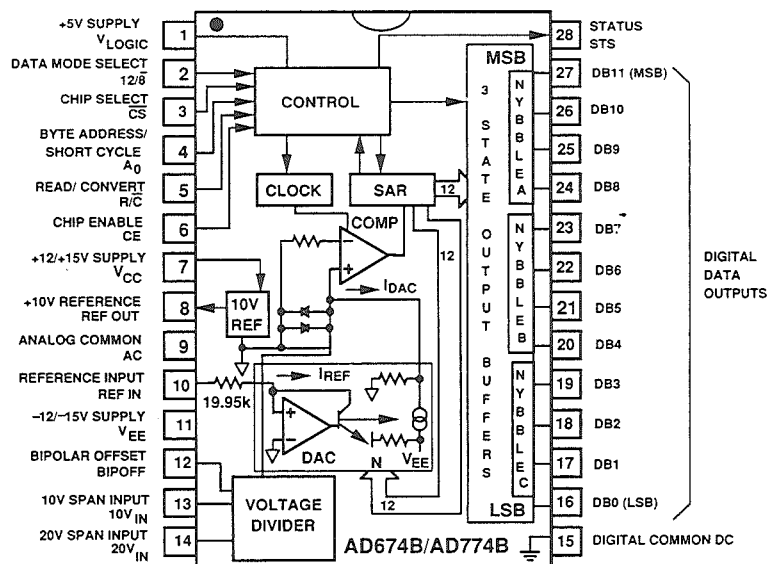 +5V SUPPLY
VLOGIC
1
DATA MODE SELECT
12/8̅
2
CHIP SELECT
C̅S̅
3
BYTE ADDRESS/
SHORT CYCLE
A0
4
READ/ CONVERT
R/C̅
5
CHIP ENABLE
CE
6
+12/+15V SUPPLY
VCC
7
+10V REFERENCE
REF OUT
8
ANALOG COMMON
AC
9
REFERENCE INPUT
REF IN
10
–12/–15V SUPPLY
VEE
11
BIPOLAR OFFSET
BIPOFF
12
10V SPAN INPUT
10VIN
13
20V SPAN INPUT
20VIN
14
CONTROL
CLOCK
SAR
COMP
12
12
10V
REF
IDAC
IREF
19.95k
DAC
N
VEE
12
VOLTAGE
DIVIDER
AD674B/AD774B
MSB
3 STATE OUTPUT BUFFERS
LSB
NYBBLE A
NYBBLE B
NYBBLE C
28
STATUS
STS
27
DB11 (MSB)
26
DB10
25
DB9
24
DB8
23
DB7
22
DB6
21
DB5
20
DB4
19
DB3
18
DB2
17
DB1
16
DB0 (LSB)
15
DIGITAL COMMON DC
DIGITAL
DATA
OUTPUTS